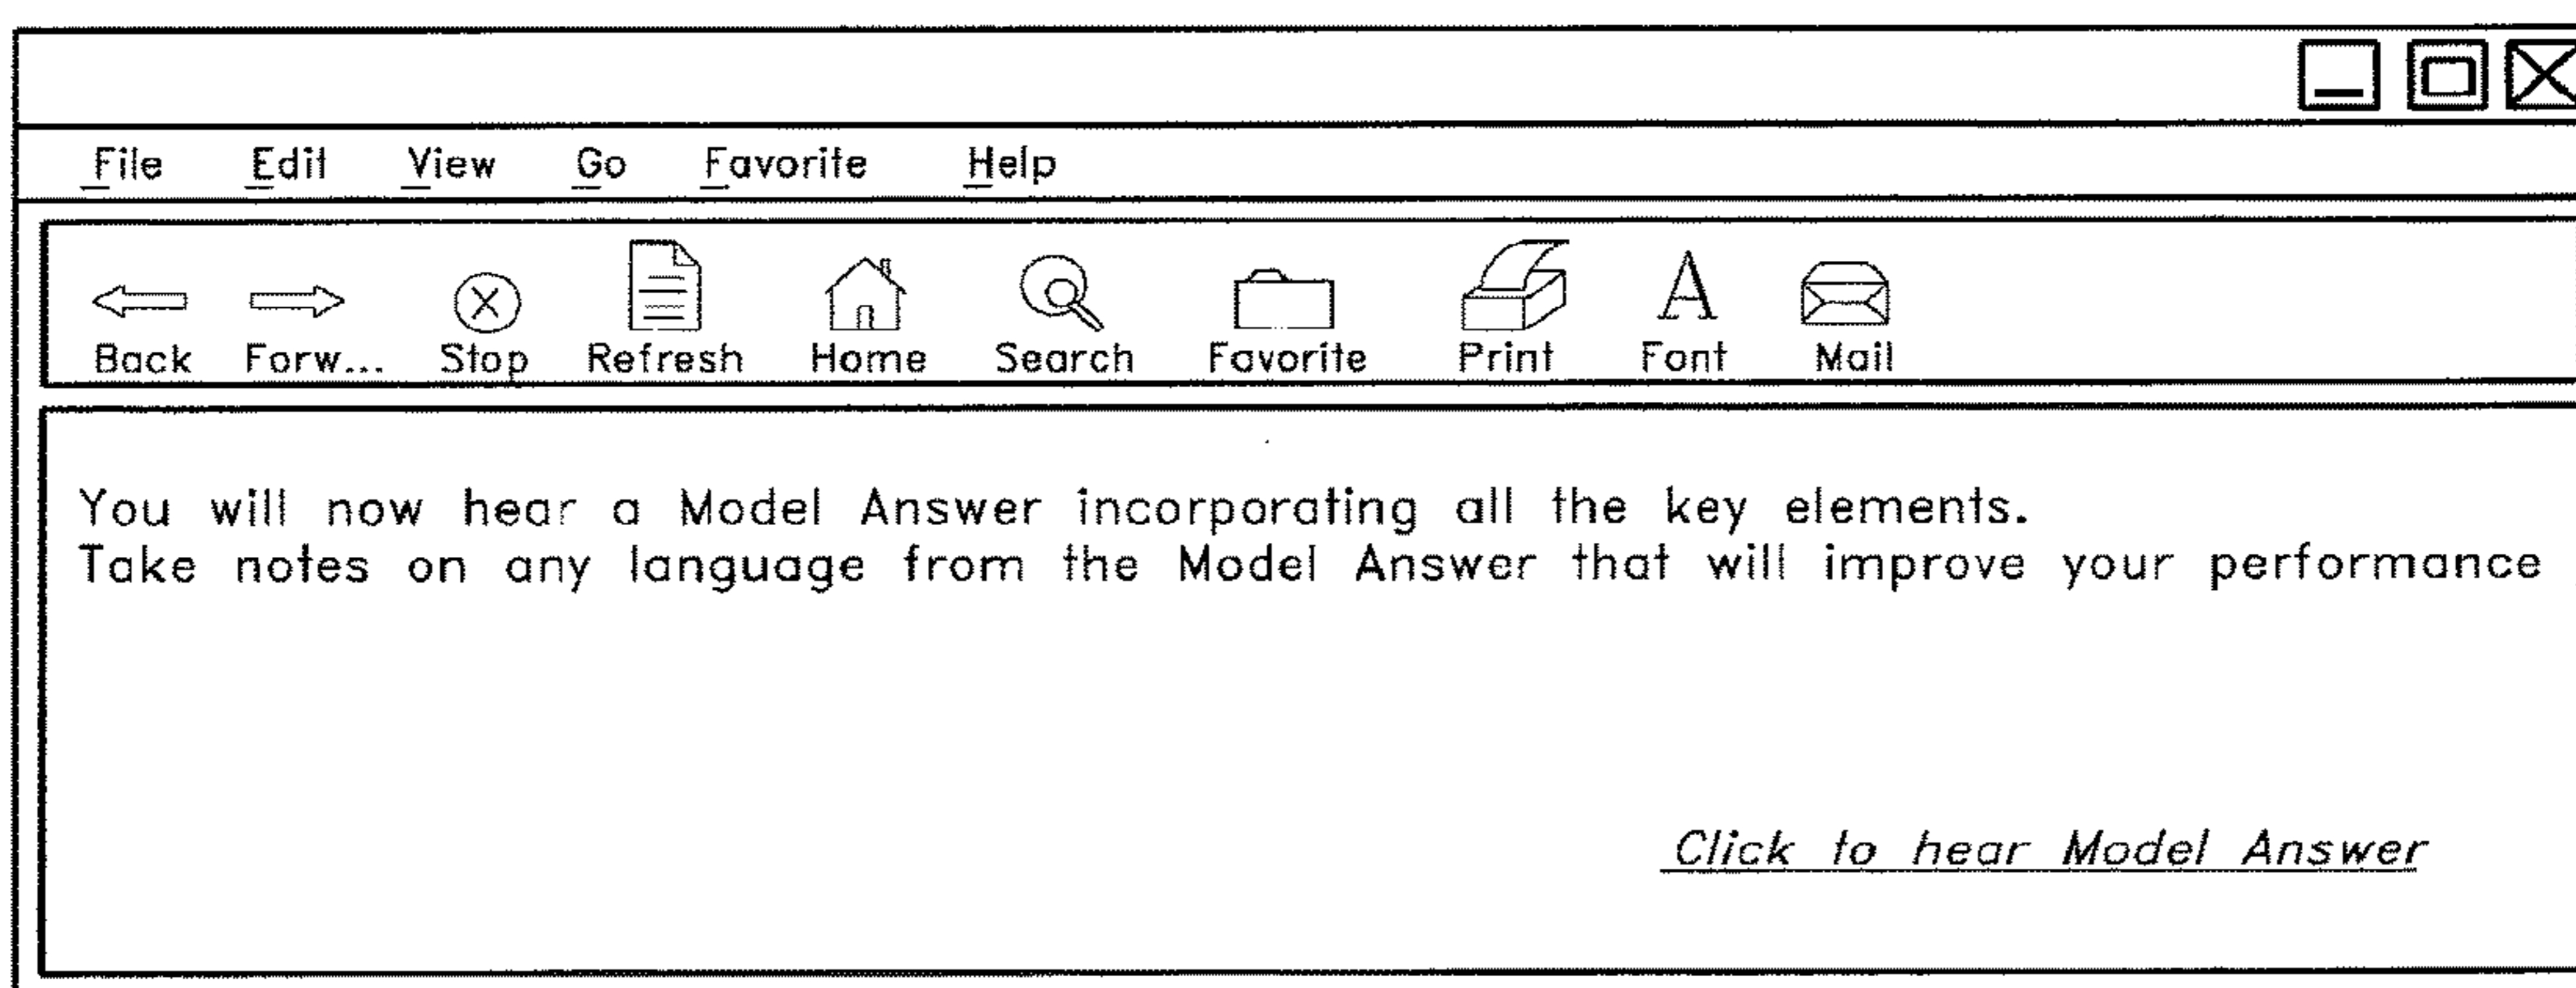 File Edit View Go Favorite Help
Back Forw... Stop Refresh Home Search Favorite Print Font Mail
You will now hear a Model Answer incorporating all the key elements.
Take notes on any language from the Model Answer that will improve your performance
Click to hear Model Answer